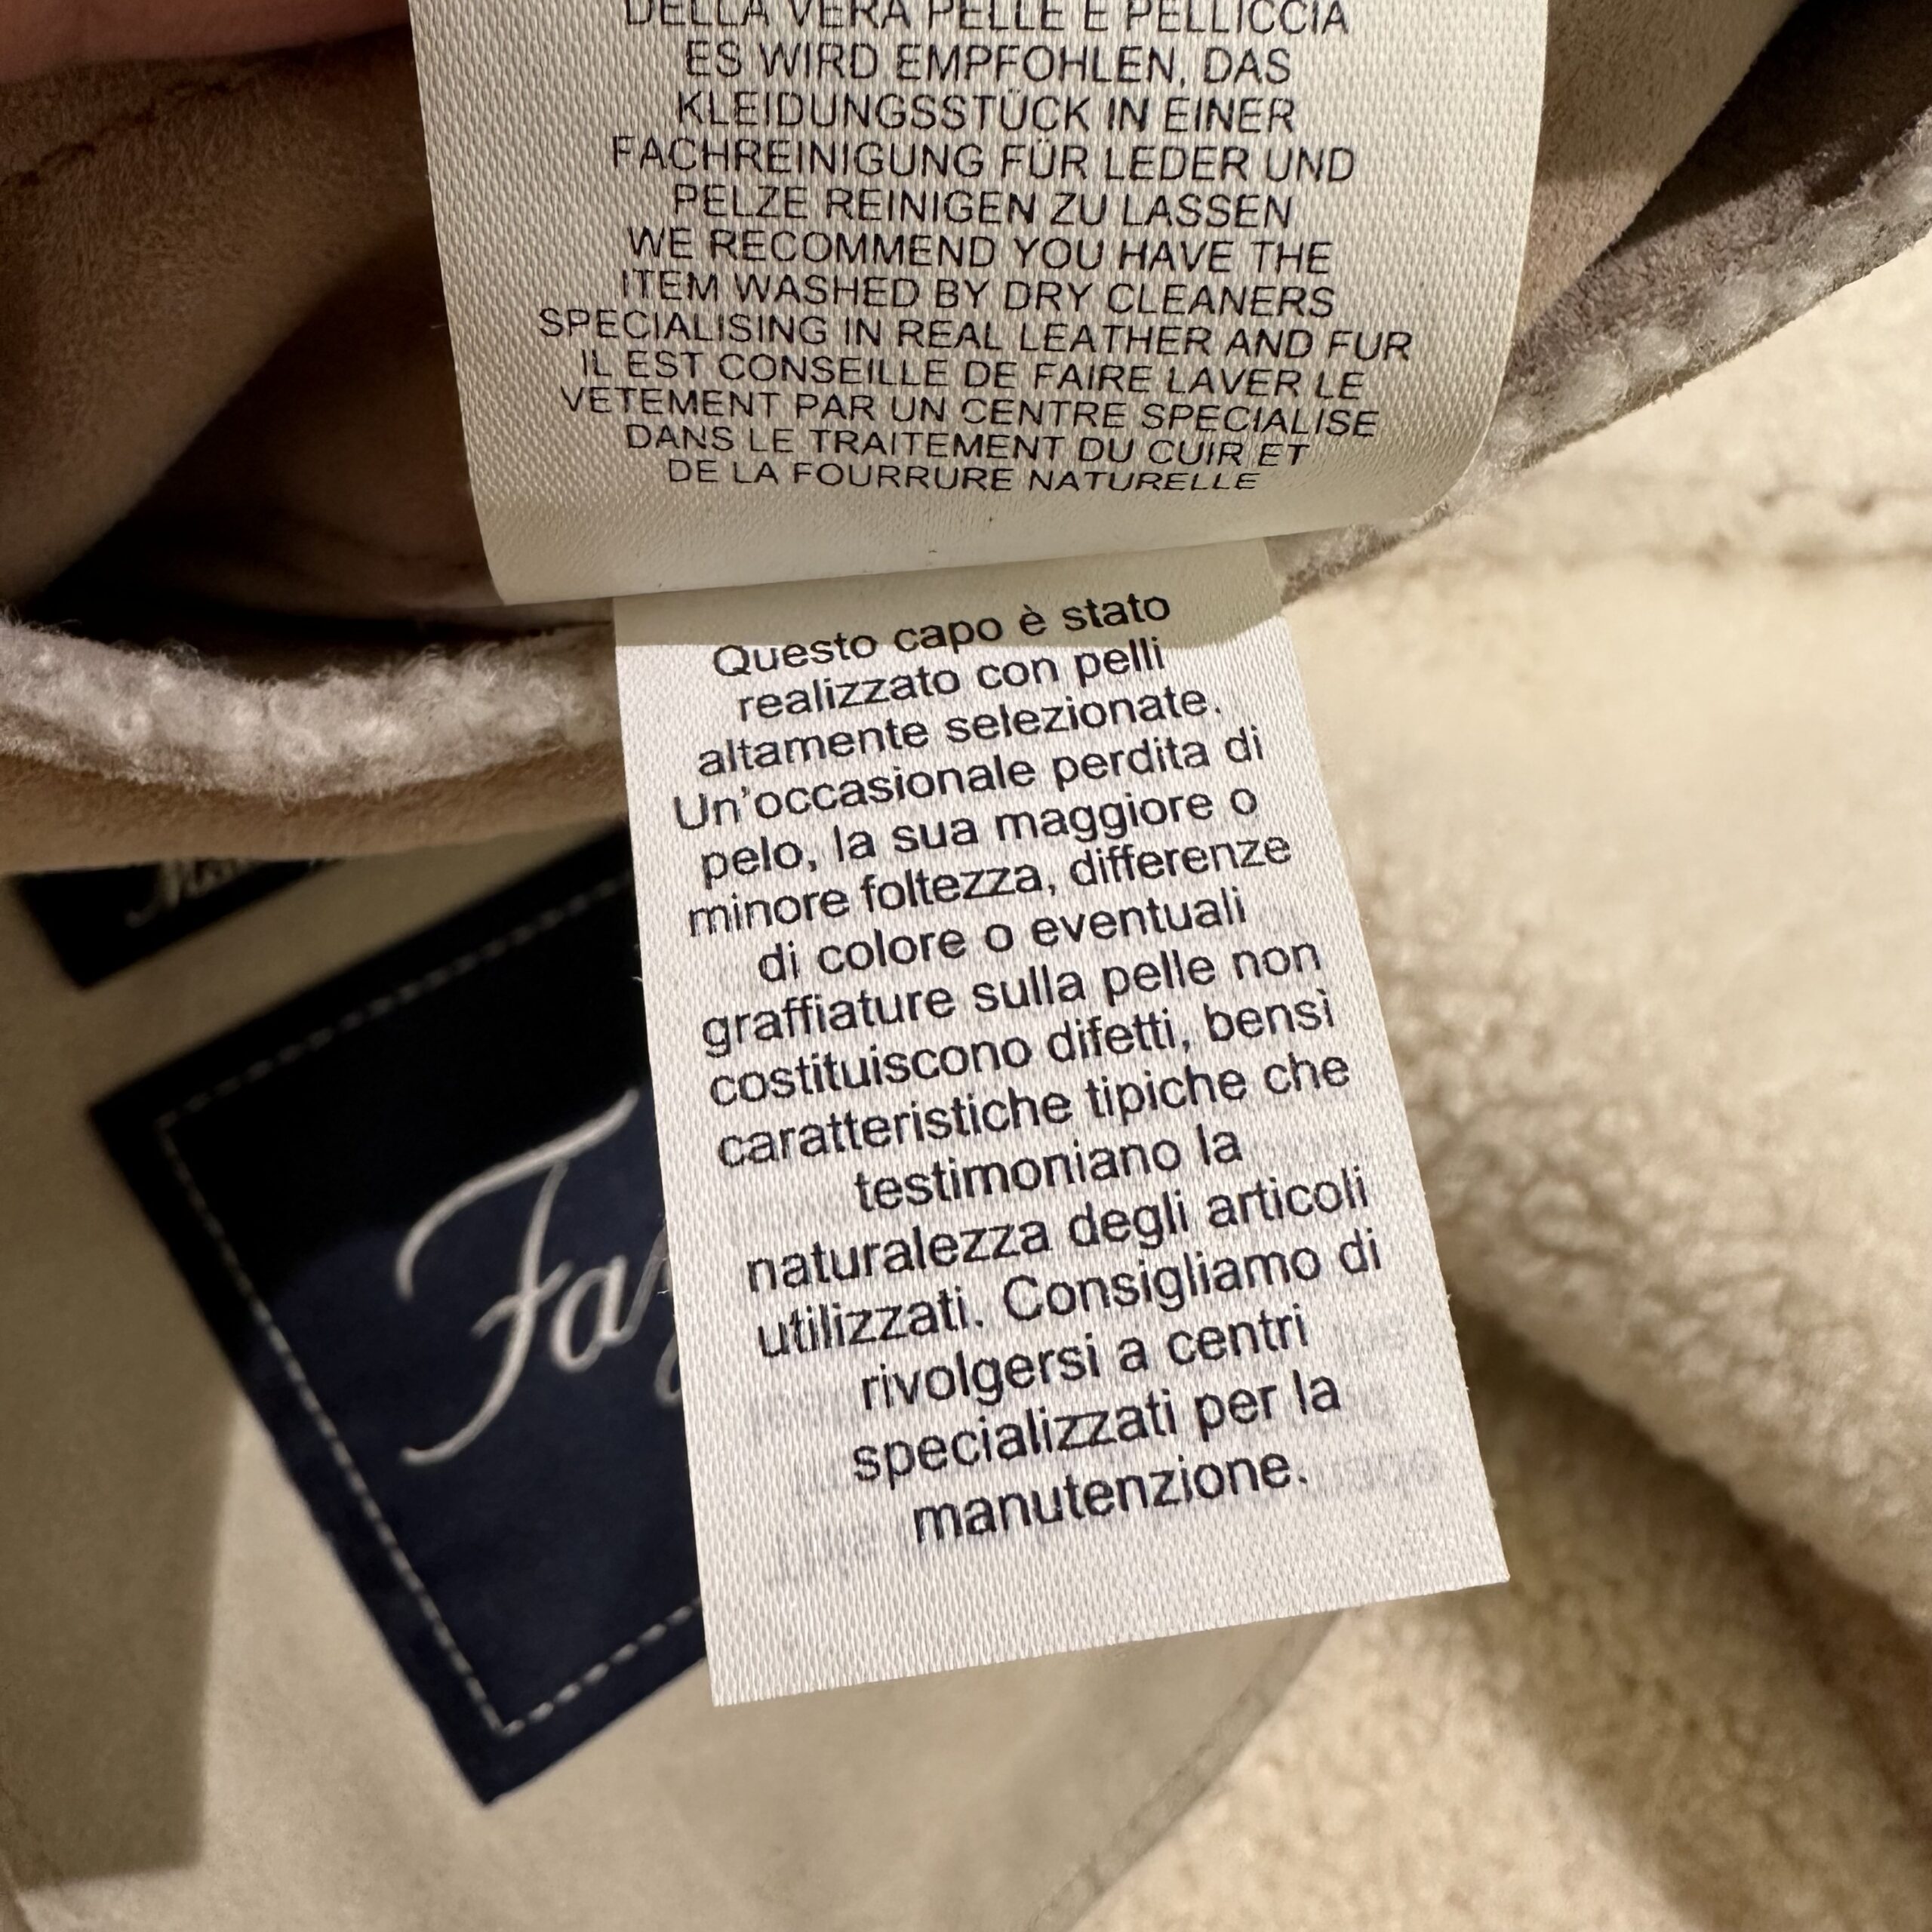 DELLA VERA PELLE E PELLICCIA
ES WIRD EMPFOHLEN, DAS
KLEIDUNGSSTÜCK IN EINER
FACHREINIGUNG FÜR LEDER UND
PELZE REINIGEN ZU LASSEN
WE RECOMMEND YOU HAVE THE
ITEM WASHED BY DRY CLEANERS
SPECIALISING IN REAL LEATHER AND FUR
IL EST CONSEILLE DE FAIRE LAVER LE
VETEMENT PAR UN CENTRE SPECIALISE
DANS LE TRAITEMENT DU CUIR ET
DE LA FOURRURE NATURELLE
Questo capo è stato
realizzato con pelli
altamente selezionate.
Un'occasionale perdita di
pelo, la sua maggiore o
minore foltezza, differenze
di colore o eventuali
graffiature sulla pelle non
costituiscono difetti, bensì
caratteristiche tipiche che
testimoniano la
naturalezza degli articoli
utilizzati. Consigliamo di
rivolgersi a centri
specializzati per la
manutenzione.